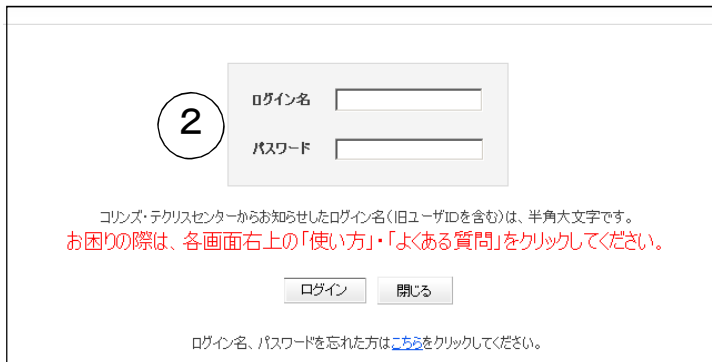 ②
ログイン名
パスワード
コリンズ・テクリスセンターからお知らせしたログイン名(旧ユーザIDを含む)は、半角大文字です。
お困りの際は、各画面右上の「使い方」・「よくある質問」をクリックしてください。
ログイン 閉じる
ログイン名、パスワードを忘れた方はこちらをクリックしてください。